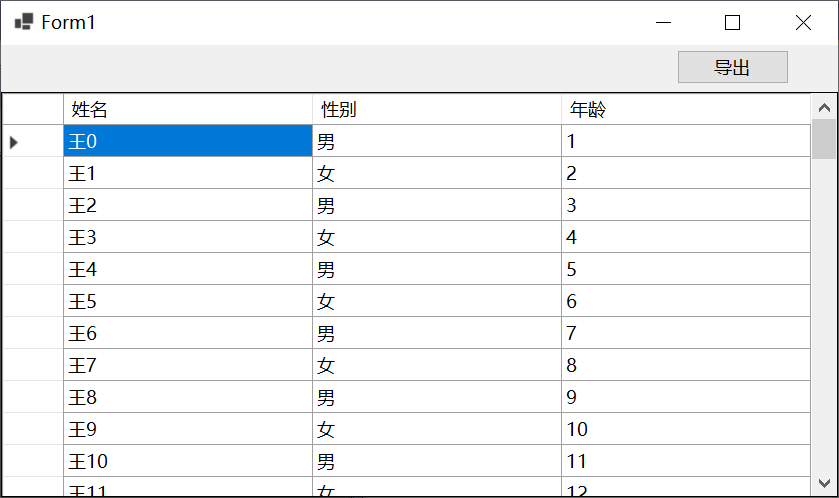 Form1
导出
姓名 性别 年龄
王0 男 1
王1 女 2
王2 男 3
王3 女 4
王4 男 5
王5 女 6
王6 男 7
王7 女 8
王8 男 9
王9 女 10
王10 男 11
王11 女 12